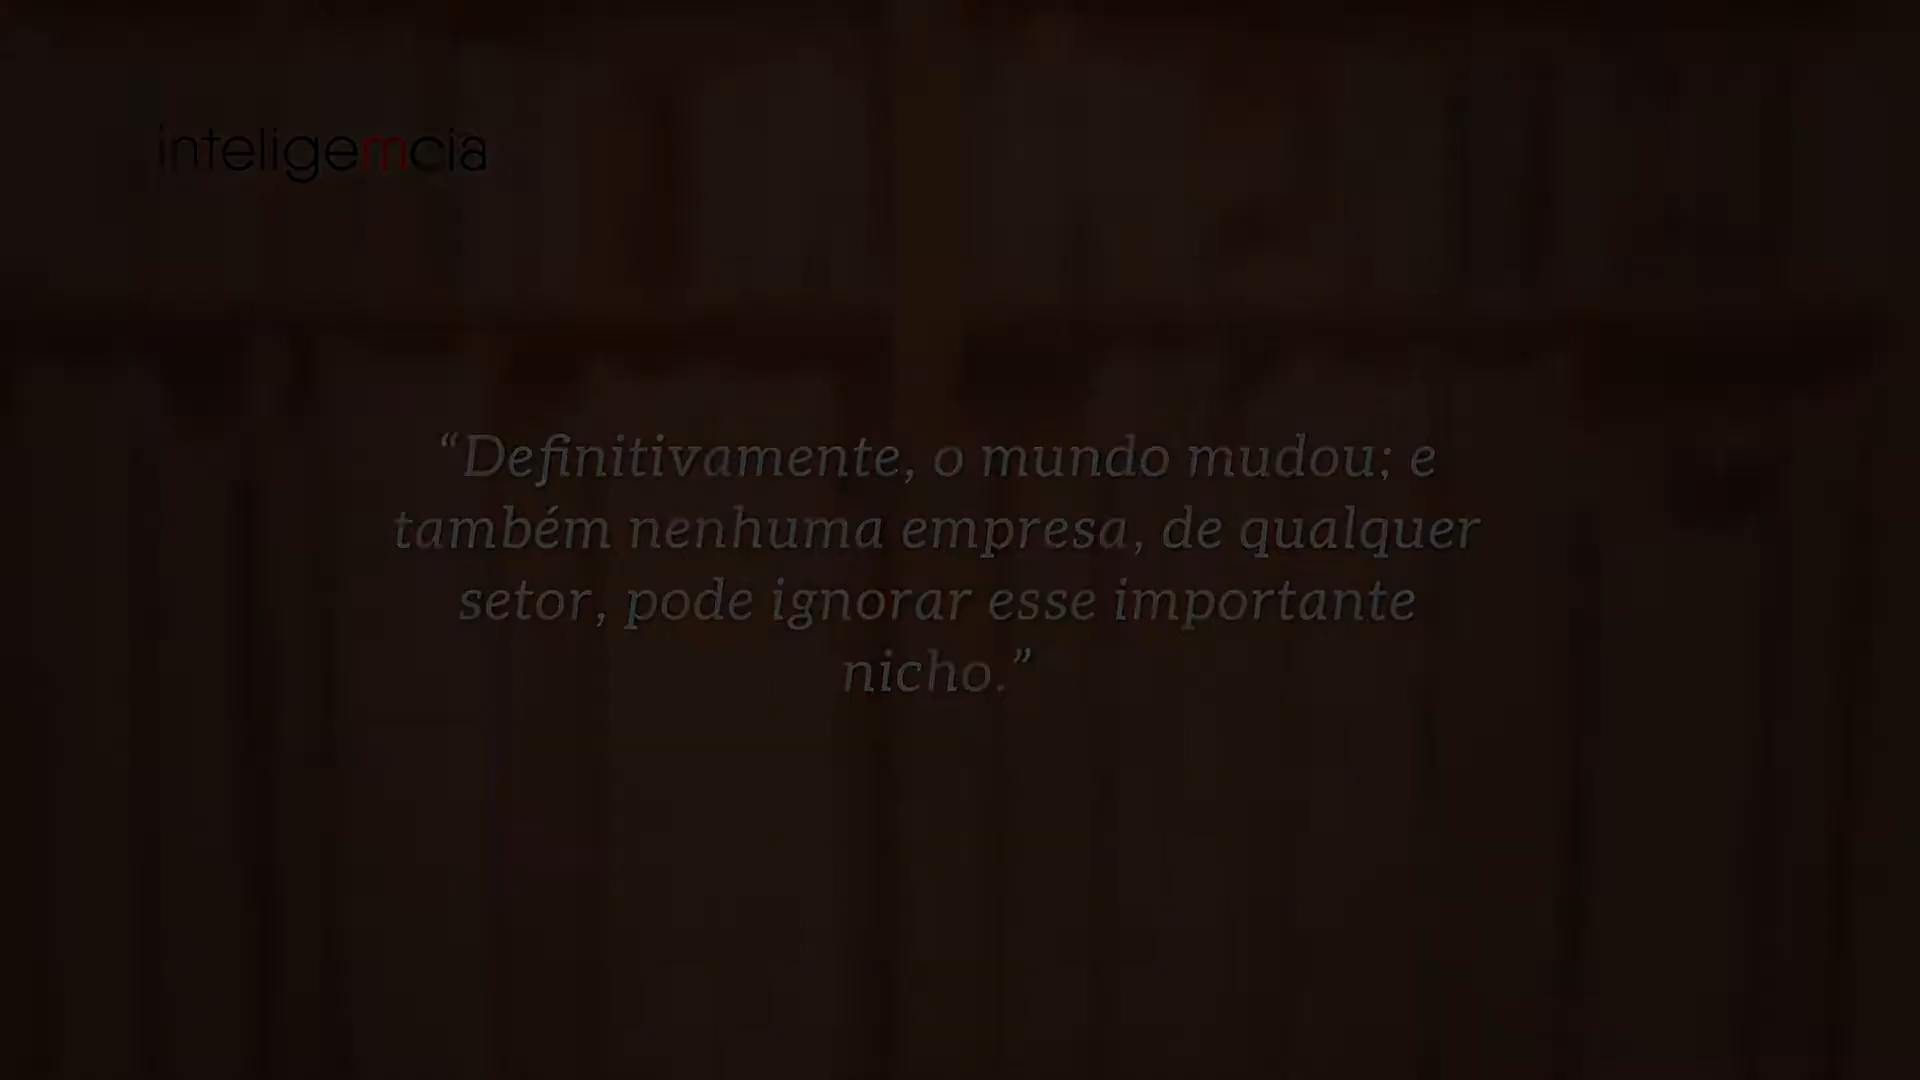 inteligemcia
“Definitivamente, o mundo mudou; e
também nenhuma empresa, de qualquer
setor, pode ignorar esse importante
nicho.”